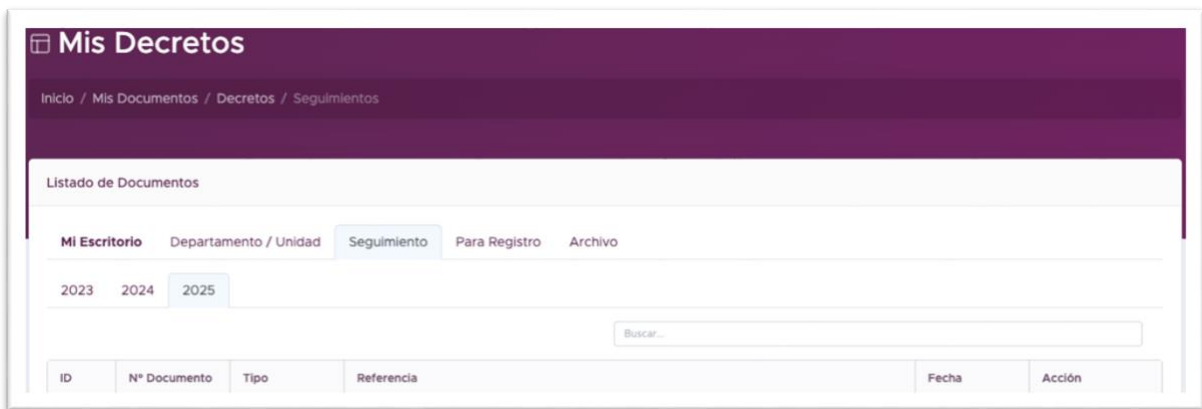 Mis Decretos
Inicio / Mis Documentos / Decretos / Seguimientos
Listado de Documentos
Mi Escritorio Departamento / Unidad Seguimiento Para Registro Archivo
2023 2024 2025
Buscar...
ID Nº Documento Tipo Referencia Fecha Acción